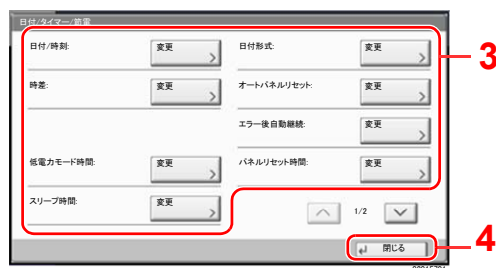 日付/タイマー/節電
日付/時刻:
変更
日付形式:
変更
3
時差:
変更
オートパネルリセット:
変更
エラー後自動継続:
変更
低電力モード時間:
変更
パネルリセット時間:
変更
スリープ時間:
変更
1/2
閉じる
4